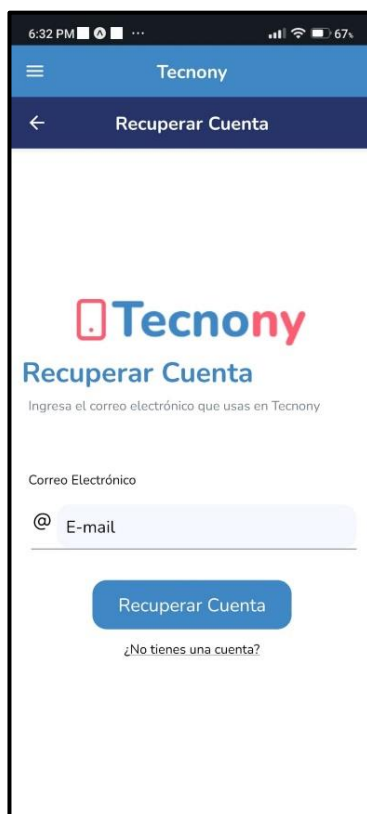 6:32 PM ... 67%
Tecnony
Recuperar Cuenta
Tecnony
Recuperar Cuenta
Ingresa el correo electrónico que usas en Tecnony
Correo Electrónico
@ E-mail
Recuperar Cuenta
¿No tienes una cuenta?